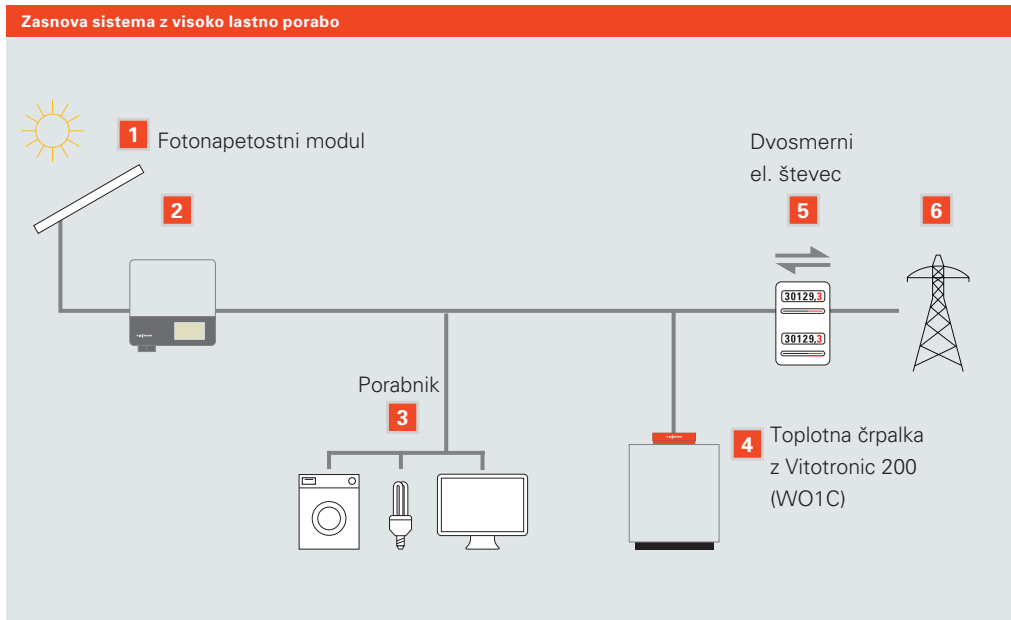 Zasnova sistema z visoko lastno porabo
1 Fotonapetostni modul
2
Dvosmerni
el. števec
5
6
30129,3
30129,3
Porabnik
3
4 Toplotna črpalka
z Vitotronic 200
(WO1C)